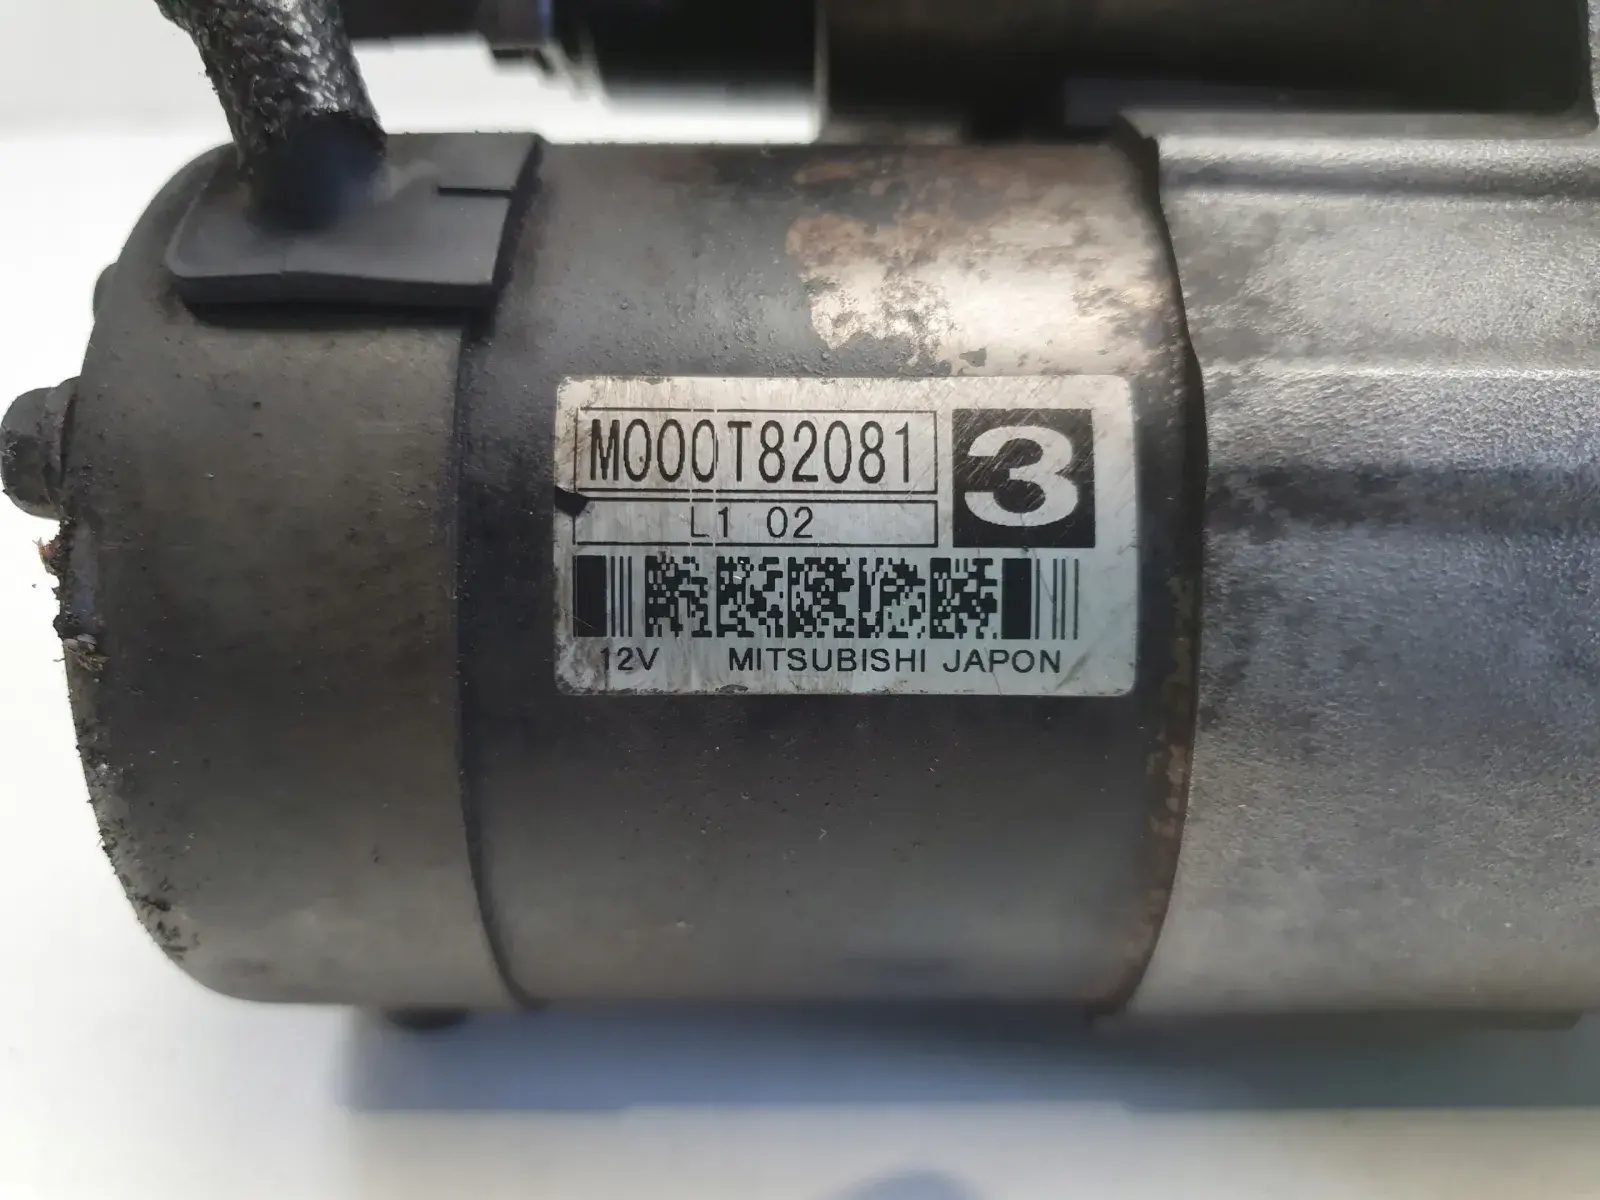 M000T82081
3
L1 02
12V MITSUBISHI JAPON